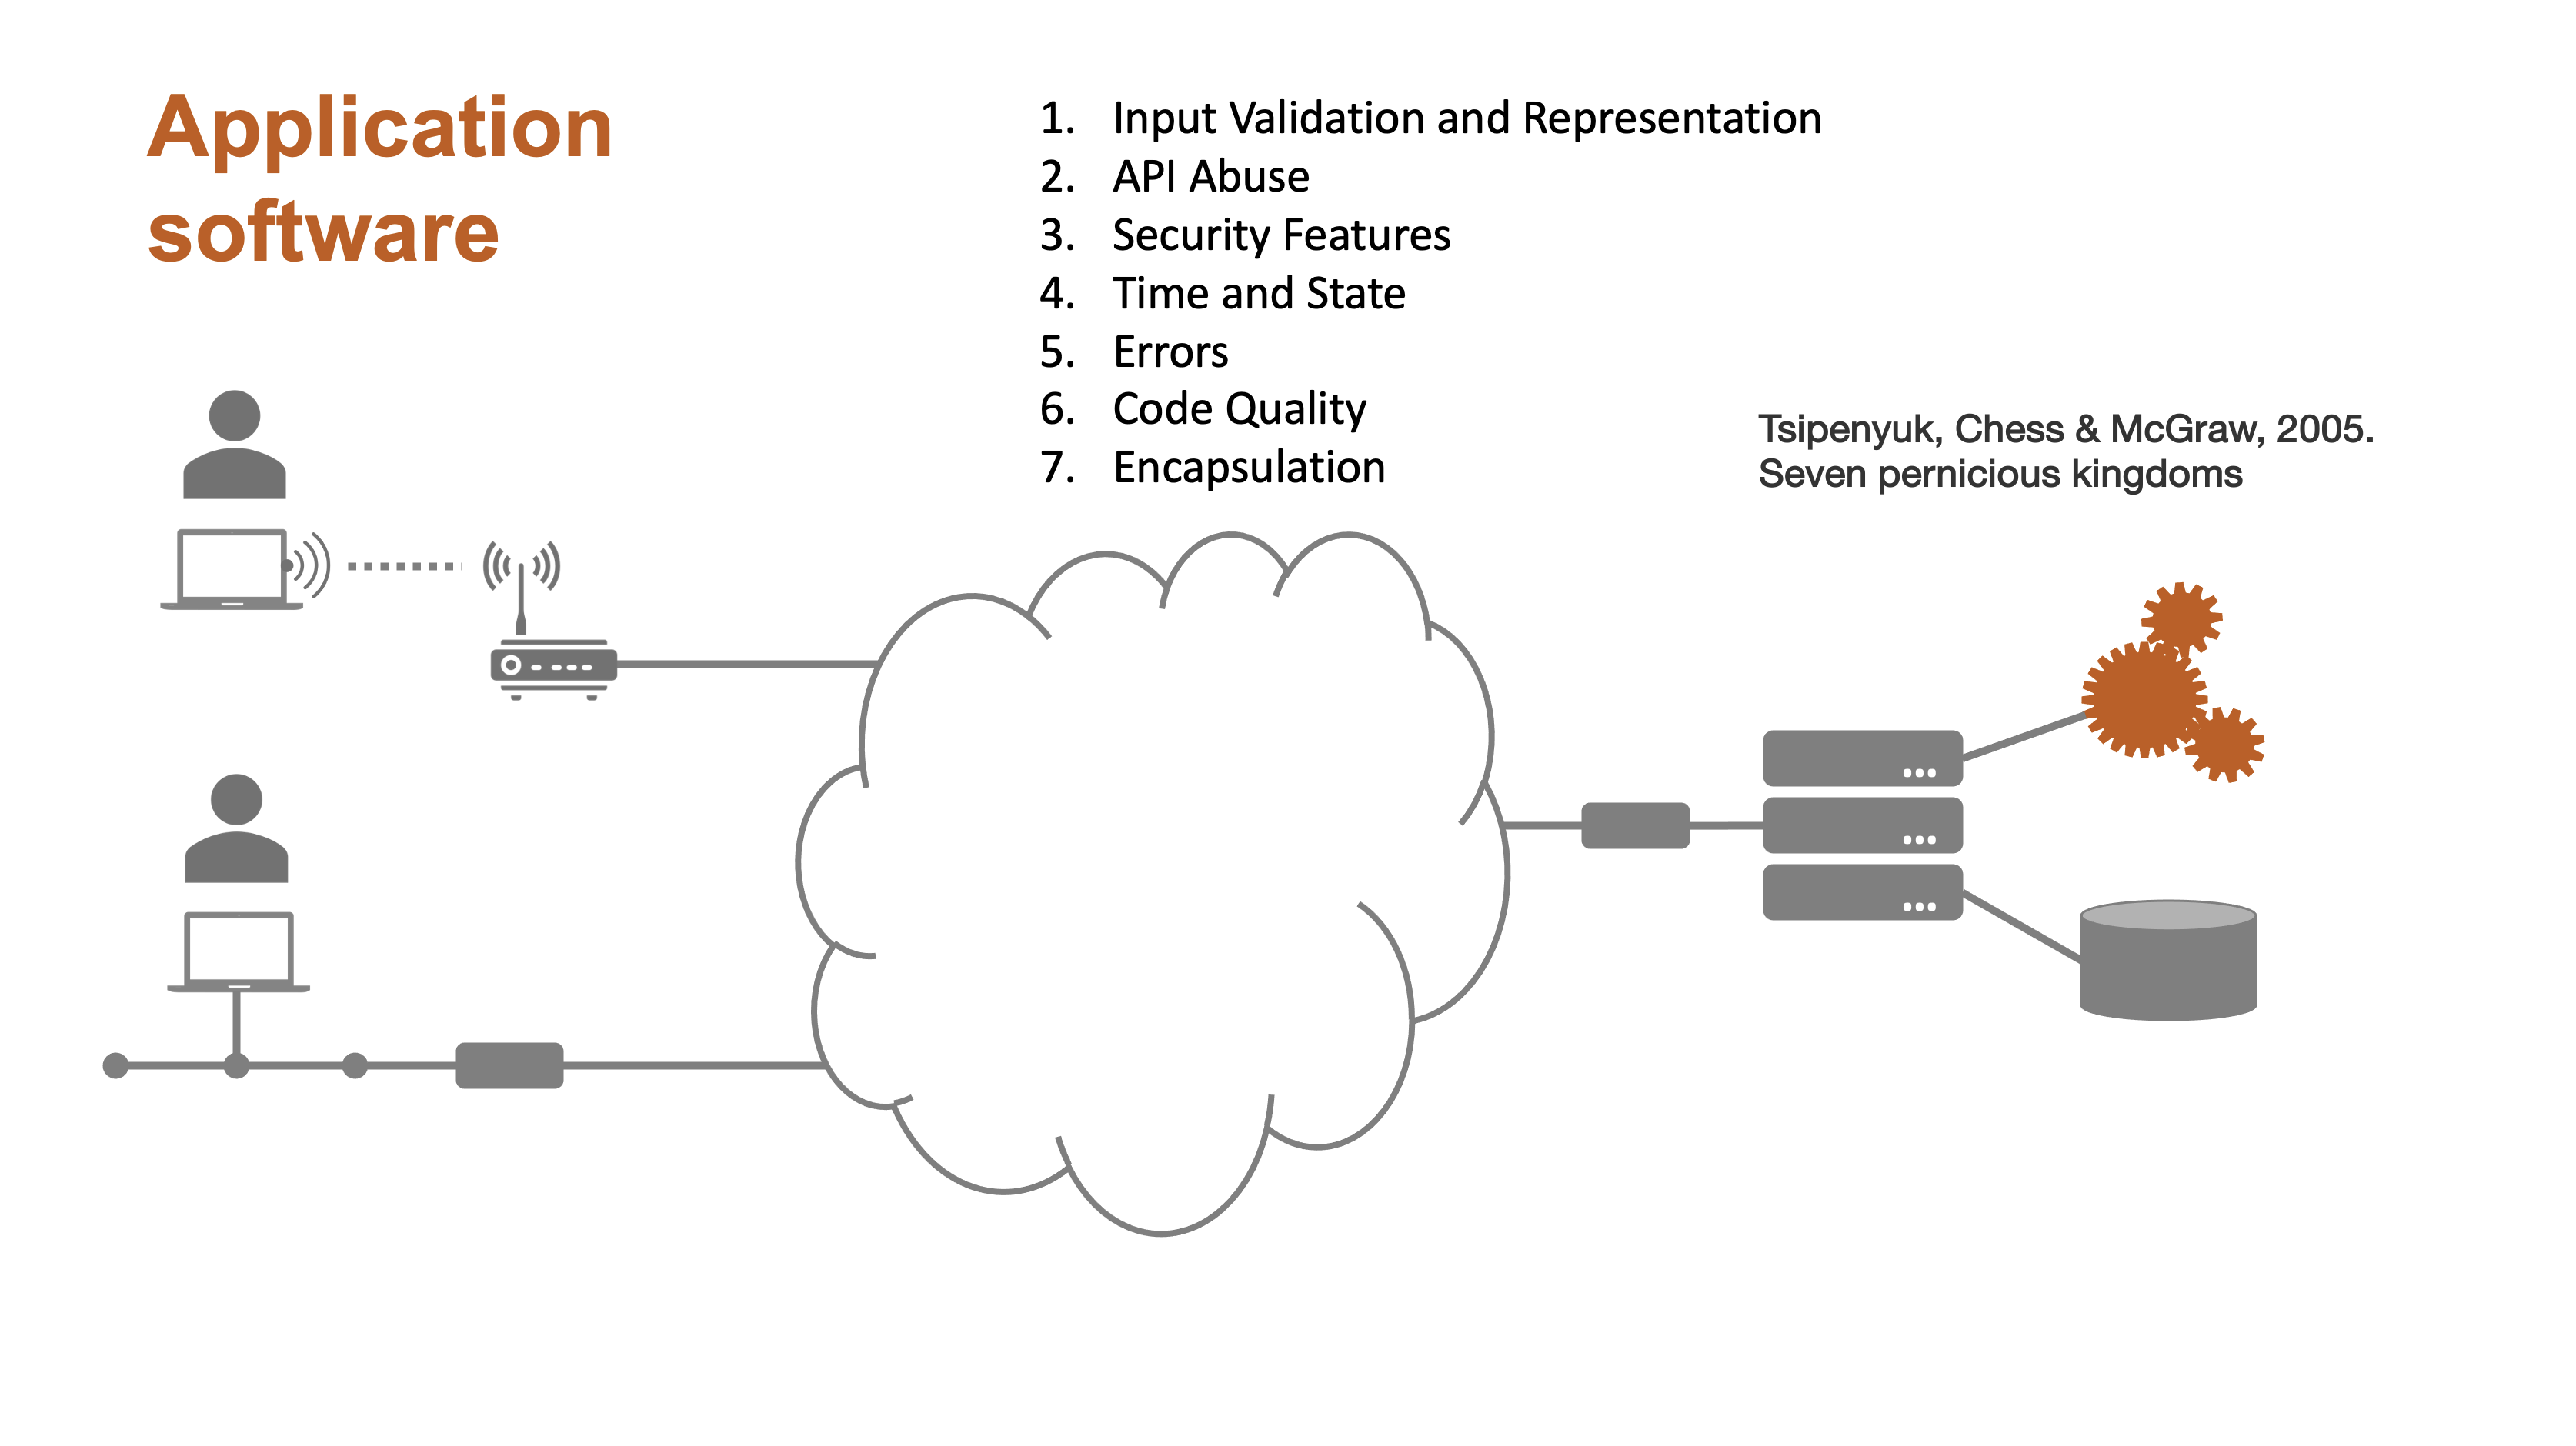 Application
software
1. Input Validation and Representation
2. API Abuse
3. Security Features
4. Time and State
5. Errors
6. Code Quality
7. Encapsulation
Tsipenyuk, Chess & McGraw, 2005.
Seven pernicious kingdoms